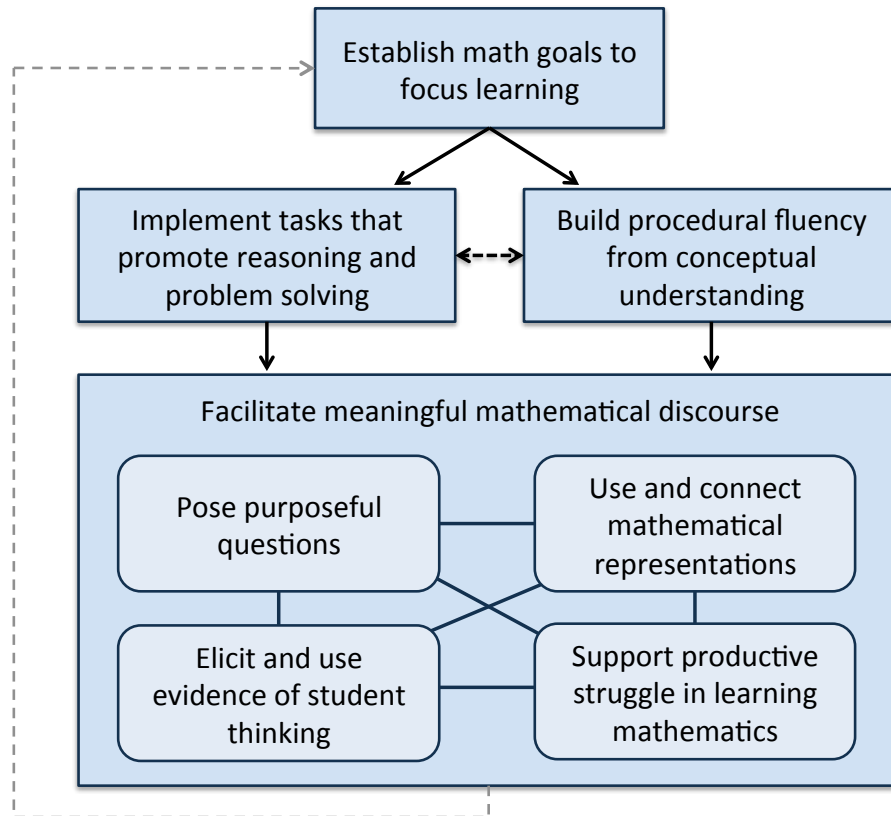 Establish math goals to
focus learning
Implement tasks that
promote reasoning and
problem solving
Build procedural fluency
from conceptual
understanding
Facilitate meaningful mathematical discourse
Pose purposeful
questions
Use and connect
mathematical
representations
Elicit and use
evidence of student
thinking
Support productive
struggle in learning
mathematics